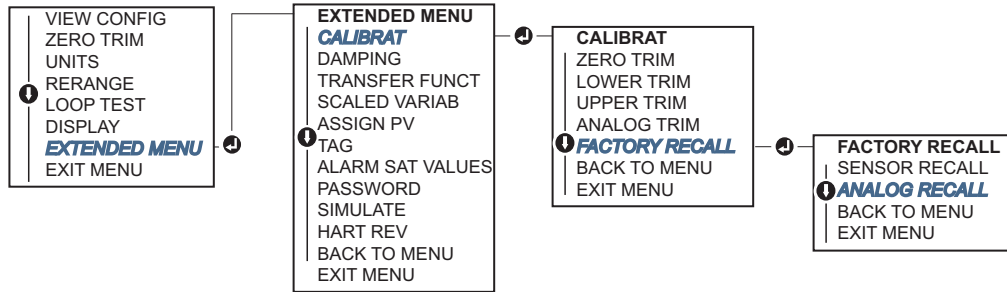 VIEW CONFIG
ZERO TRIM
UNITS
RERANGE
LOOP TEST
DISPLAY
EXTENDED MENU
EXIT MENU
EXTENDED MENU
CALIBRAT
DAMPING
TRANSFER FUNCT
SCALED VARIAB
ASSIGN PV
TAG
ALARM SAT VALUES
PASSWORD
SIMULATE
HART REV
BACK TO MENU
EXIT MENU
CALIBRAT
ZERO TRIM
LOWER TRIM
UPPER TRIM
ANALOG TRIM
FACTORY RECALL
BACK TO MENU
EXIT MENU
FACTORY RECALL
SENSOR RECALL
ANALOG RECALL
BACK TO MENU
EXIT MENU